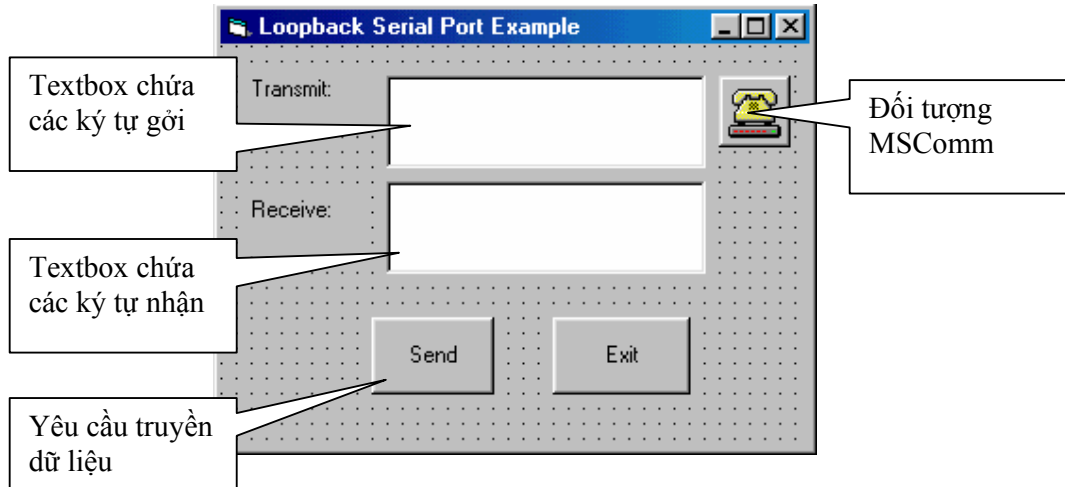 Loopback Serial Port Example
Textbox chứa
các ký tự gởi
Transmit:
Đối tượng
MSComm
Receive:
Textbox chứa
các ký tự nhận
Send
Exit
Yêu cầu truyền
dữ liệu